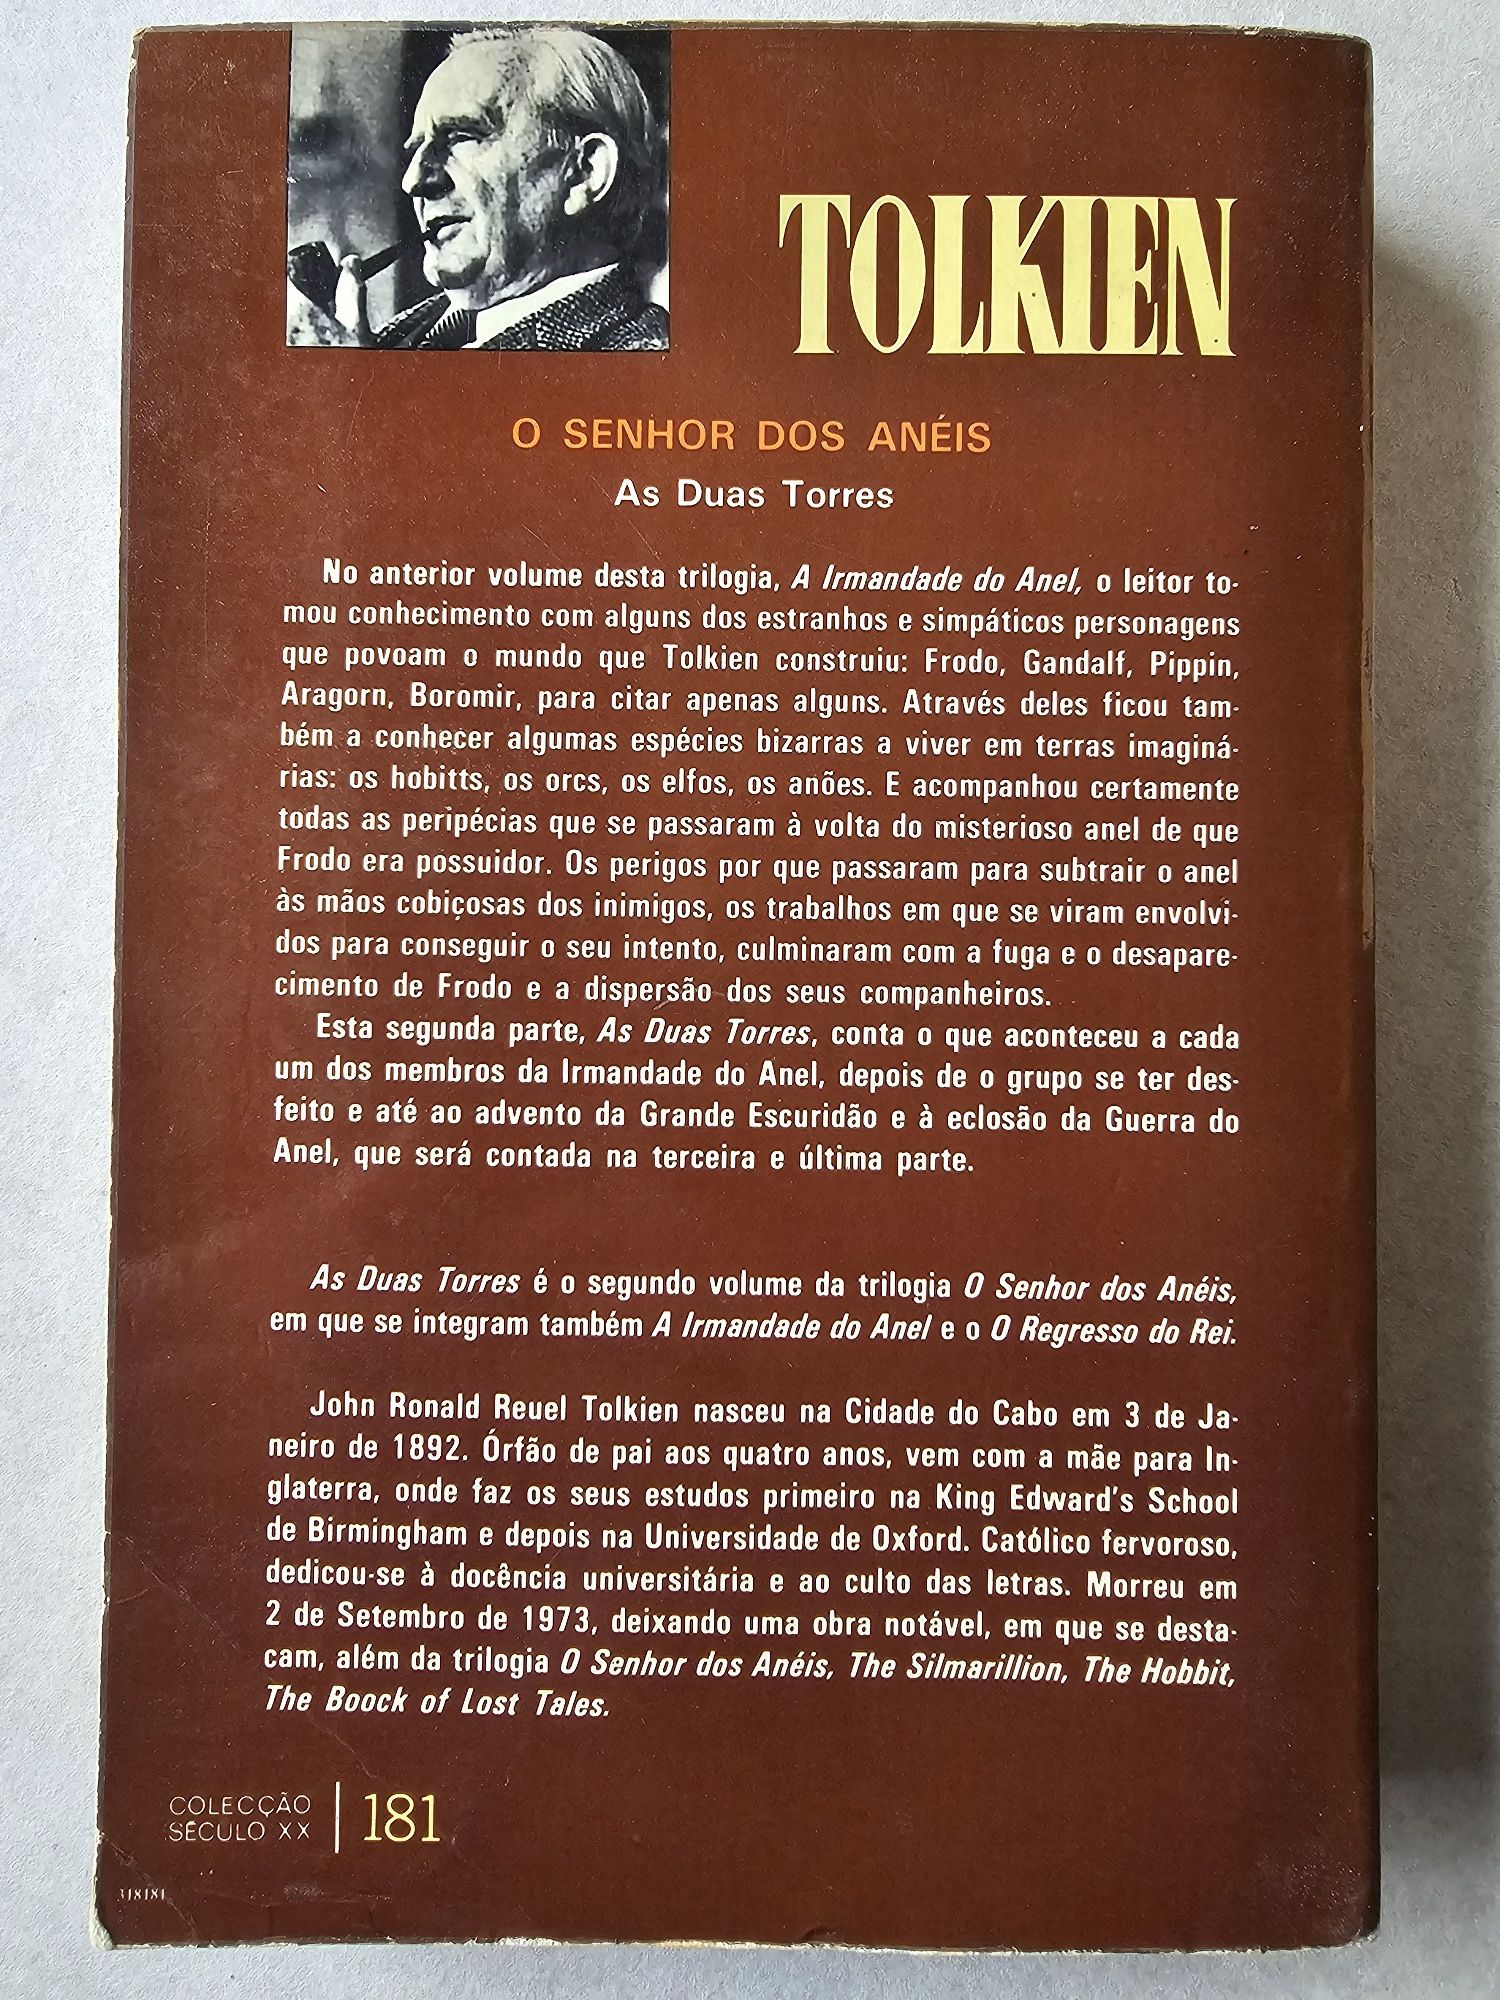 TOLKIEN
O SENHOR DOS ANÉIS
As Duas Torres
No anterior volume desta trilogia, A Irmandade do Anel, o leitor to-
mou conhecimento com alguns dos estranhos e simpáticos personagens
que povoam o mundo que Tolkien construiu: Frodo, Gandalf, Pippin,
Aragorn, Boromir, para citar apenas alguns. Através deles ficou tam-
bém a conhecer algumas espécies bizarras a viver em terras imaginá-
rias: os hobitts, os orcs, os elfos, os anões. E acompanhou certamente
todas as peripécias que se passaram à volta do misterioso anel de que
Frodo era possuidor. Os perigos por que passaram para subtrair o anel
às mãos cobiçosas dos inimigos, os trabalhos em que se viram envolvi-
dos para conseguir o seu intento, culminaram com a fuga e o desapare-
cimento de Frodo e a dispersão dos seus companheiros.
Esta segunda parte, As Duas Torres, conta o que aconteceu a cada
um dos membros da Irmandade do Anel, depois de o grupo se ter des-
feito e até ao advento da Grande Escuridão e à eclosão da Guerra do
Anel, que será contada na terceira e última parte.
As Duas Torres é o segundo volume da trilogia O Senhor dos Anéis,
em que se integram também A Irmandade do Anel e o O Regresso do Rei.
John Ronald Reuel Tolkien nasceu na Cidade do Cabo em 3 de Ja-
neiro de 1892. Órfão de pai aos quatro anos, vem com a mãe para In-
glaterra, onde faz os seus estudos primeiro na King Edward's School
de Birmingham e depois na Universidade de Oxford. Católico fervoroso,
dedicou-se à docência universitária e ao culto das letras. Morreu em
2 de Setembro de 1973, deixando uma obra notável, em que se desta-
cam, além da trilogia O Senhor dos Anéis, The Silmarillion, The Hobbit,
The Boock of Lost Tales.
COLECÇÃO
SÉCULO XX
181
318181